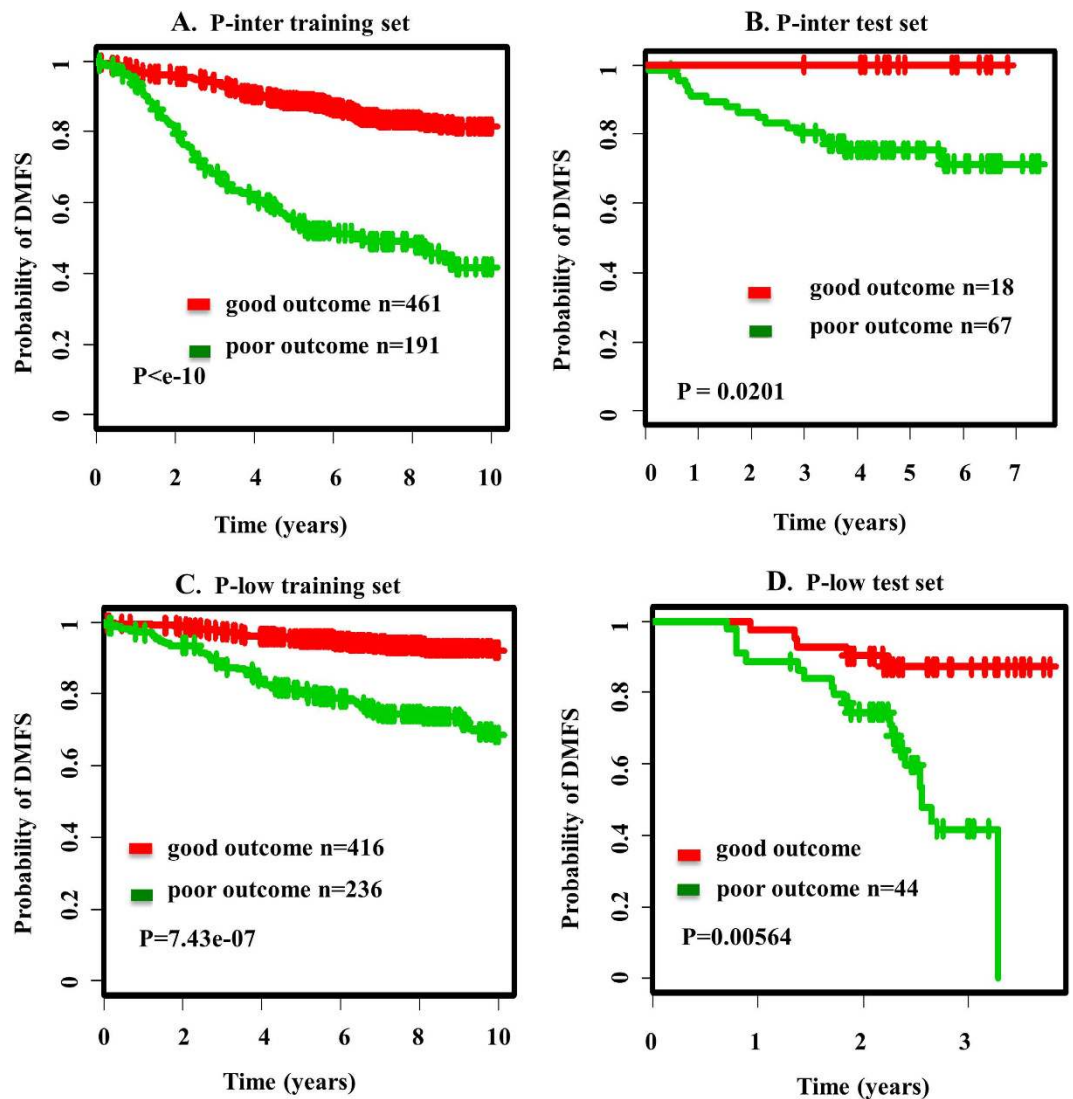 A. P-inter training set
Probability of DMFS
1
0.8
0.6
0.4
0.2
0
good outcome n=461
poor outcome n=191
P<e-10
0 2 4 6 8 10
Time (years)
B. P-inter test set
Probability of DMFS
1
0.8
0.6
0.4
0.2
0
good outcome n=18
poor outcome n=67
P = 0.0201
0 1 2 3 4 5 6 7
Time (years)
C. P-low training set
Probability of DMFS
1
0.8
0.6
0.4
0.2
0
good outcome n=416
poor outcome n=236
P=7.43e-07
0 2 4 6 8 10
Time (years)
D. P-low test set
Probability of DMFS
1
0.8
0.6
0.4
0.2
0
good outcome
poor outcome n=44
P=0.00564
0 1 2 3
Time (years)